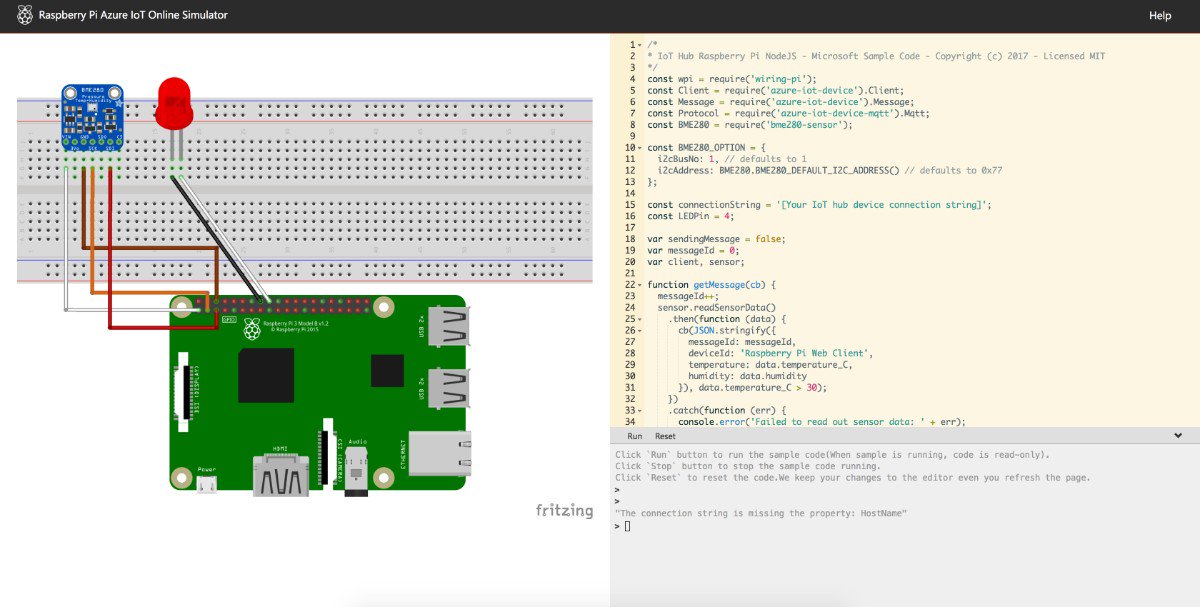 Raspberry Pi Azure IoT Online Simulator
Help
BME280
Pressure
Temp+Humidity
Raspberry Pi 3 Model B v1.2
© Raspberry Pi 2015
GPIO
DSI (DISPLAY)
USB 2x
USB 2x
ETHERNET
CSI (CAMERA)
Audio
HDMI
Power
fritzing
1 /*
2 * IoT Hub Raspberry Pi NodeJS - Microsoft Sample Code - Copyright (c) 2017 - Licensed MIT
3 */
4 const wpi = require('wiring-pi');
5 const Client = require('azure-iot-device').Client;
6 const Message = require('azure-iot-device').Message;
7 const Protocol = require('azure-iot-device-mqtt').Mqtt;
8 const BME280 = require('bme280-sensor');
9
10 const BME280_OPTION = {
11 i2cBusNo: 1, // defaults to 1
12 i2cAddress: BME280.BME280_DEFAULT_I2C_ADDRESS() // defaults to 0x77
13 };
14
15 const connectionString = '[Your IoT hub device connection string]';
16 const LEDPin = 4;
17
18 var sendingMessage = false;
19 var messageId = 0;
20 var client, sensor;
21
22 function getMessage(cb) {
23 messageId++;
24 sensor.readSensorData()
25 .then(function (data) {
26 cb(JSON.stringify({
27 messageId: messageId,
28 deviceId: 'Raspberry Pi Web Client',
29 temperature: data.temperature_C,
30 humidity: data.humidity
31 }), data.temperature_C > 30);
32 })
33 .catch(function (err) {
34 console.error('Failed to read out sensor data: ' + err);
Run Reset
Click `Run` button to run the sample code(When sample is running, code is read-only).
Click `Stop` button to stop the sample code running.
Click `Reset` to reset the code.We keep your changes to the editor even you refresh the page.
>
>
"The connection string is missing the property: HostName"
>